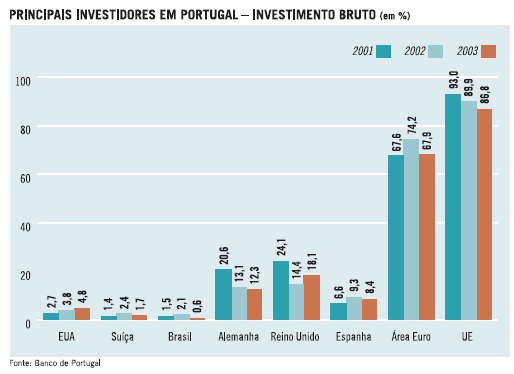 PRINCIPAIS INVESTIDORES EM PORTUGAL – INVESTIMENTO BRUTO (em %)
2001 2002 2003
100
80
60
40
20
0
2,7 3,8 4,8
1,4 2,4 1,7
1,5 2,1 0,6
20,6 13,1 12,3
24,1 14,4 18,1
6,6 9,3 8,4
67,6 74,2 67,9
93,0 89,9 86,8
EUA Suíça Brasil Alemanha Reino Unido Espanha Área Euro UE
Fonte: Banco de Portugal